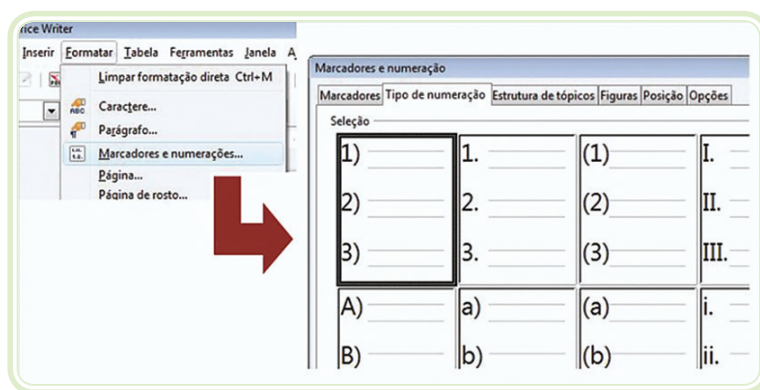 rice Writer
Inserir Formatar Tabela Ferramentas Janela A
Limpar formatação direta Ctrl+M
Caractere...
Parágrafo...
Marcadores e numerações...
Página...
Página de rosto...
Marcadores e numeração
Marcadores Tipo de numeração Estrutura de tópicos Figuras Posição Opções
Seleção
1) 1. (1) I.
2) 2. (2) II.
3) 3. (3) III.
A) a) (a) i.
B) b) (b) ii.